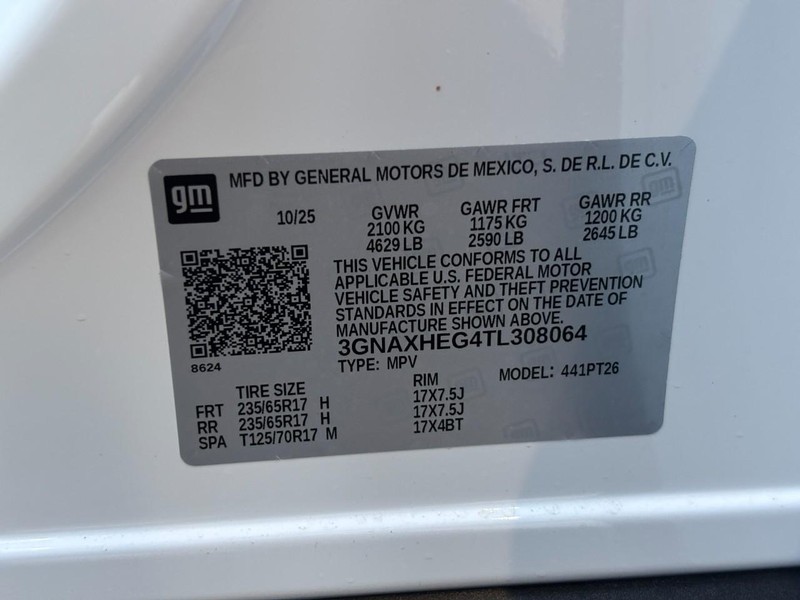 gm
MFD BY GENERAL MOTORS DE MEXICO, S. DE R.L. DE C.V.
10/25 GVWR GAWR FRT GAWR RR
2100 KG 1175 KG 1200 KG
4629 LB 2590 LB 2645 LB
THIS VEHICLE CONFORMS TO ALL
APPLICABLE U.S. FEDERAL MOTOR
VEHICLE SAFETY AND THEFT PREVENTION
STANDARDS IN EFFECT ON THE DATE OF
MANUFACTURE SHOWN ABOVE.
3GNAXHEG4TL308064
8624
TYPE: MPV MODEL: 441PT26
TIRE SIZE RIM
FRT 235/65R17 H 17X7.5J
RR 235/65R17 H 17X7.5J
SPA T125/70R17 M 17X4BT